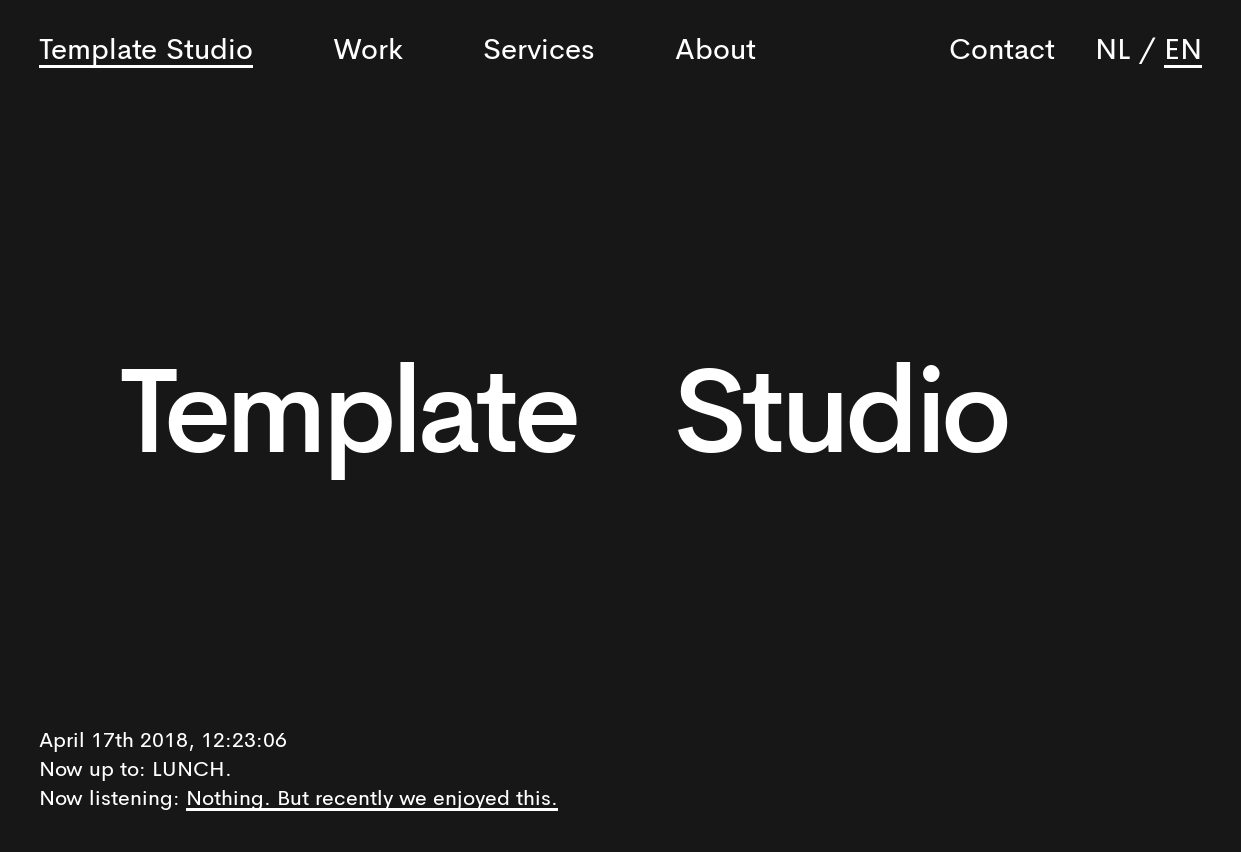 Template Studio Work Services About Contact NL / EN
Template Studio
April 17th 2018, 12:23:06
Now up to: LUNCH.
Now listening: Nothing. But recently we enjoyed this.